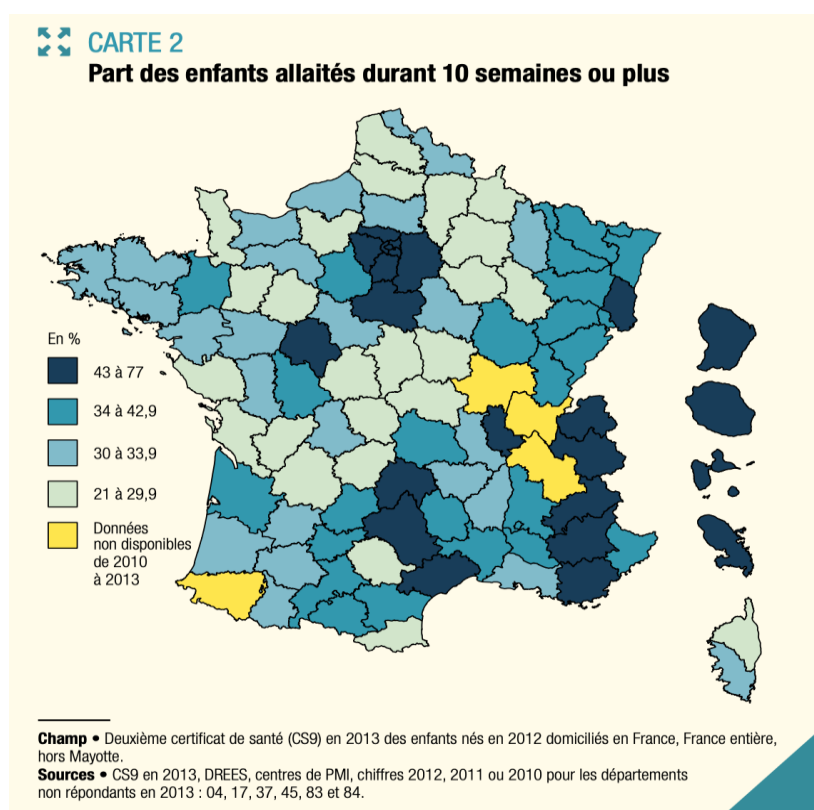 CARTE 2
Part des enfants allaités durant 10 semaines ou plus
En %
43 à 77
34 à 42,9
30 à 33,9
21 à 29,9
Données
non disponibles
de 2010
à 2013
Champ • Deuxième certificat de santé (CS9) en 2013 des enfants nés en 2012 domiciliés en France, France entière,
hors Mayotte.
Sources • CS9 en 2013, DREES, centres de PMI, chiffres 2012, 2011 ou 2010 pour les départements
non répondants en 2013 : 04, 17, 37, 45, 83 et 84.